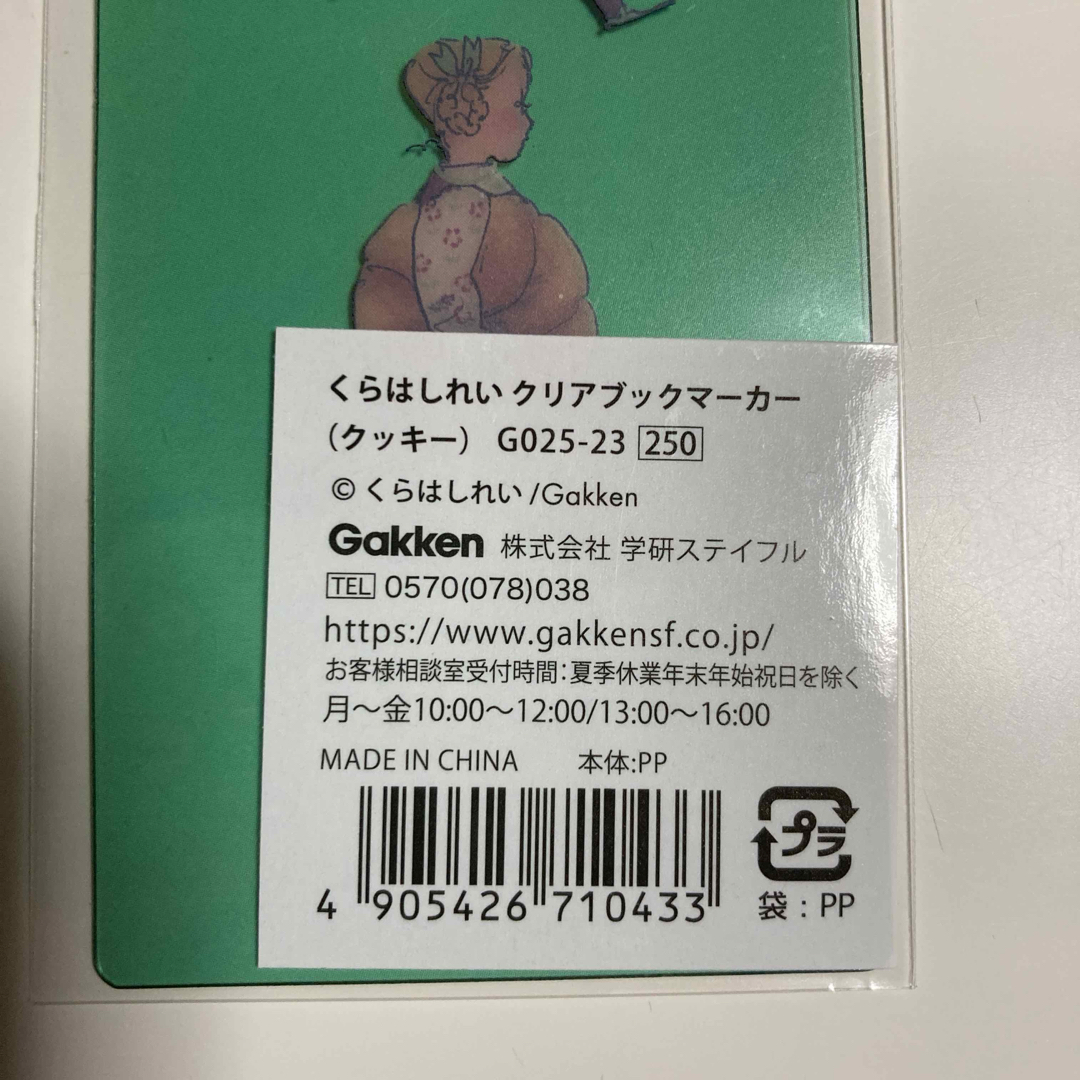 くらはしれい クリアブックマーカー
（クッキー） G025-23 250
© くらはしれい/Gakken
Gakken 株式会社 学研ステイフル
TEL 0570(078)038
https://www.gakkensf.co.jp/
お客様相談室受付時間：夏季休業年末年始祝日を除く
月〜金10:00〜12:00/13:00〜16:00
MADE IN CHINA 本体:PP
プラ
4 905426 710433
袋：PP